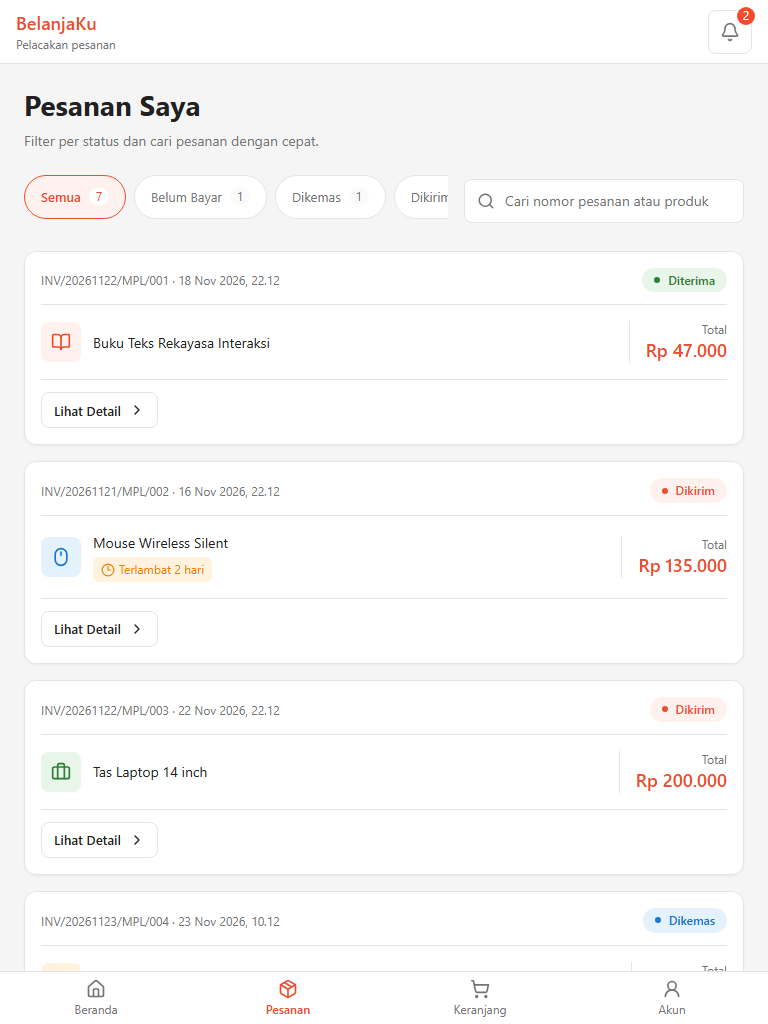 BelanjaKu
Pelacakan pesanan
2
Pesanan Saya
Filter per status dan cari pesanan dengan cepat.
Semua 7
Belum Bayar 1
Dikemas 1
Dikirim
Cari nomor pesanan atau produk
INV/20261122/MPL/001 · 18 Nov 2026, 22.12
Diterima
Buku Teks Rekayasa Interaksi
Total
Rp 47.000
Lihat Detail
INV/20261121/MPL/002 · 16 Nov 2026, 22.12
Dikirim
Mouse Wireless Silent
Terlambat 2 hari
Total
Rp 135.000
Lihat Detail
INV/20261122/MPL/003 · 22 Nov 2026, 22.12
Dikirim
Tas Laptop 14 inch
Total
Rp 200.000
Lihat Detail
INV/20261123/MPL/004 · 23 Nov 2026, 10.12
Dikemas
Total
Beranda
Pesanan
Keranjang
Akun